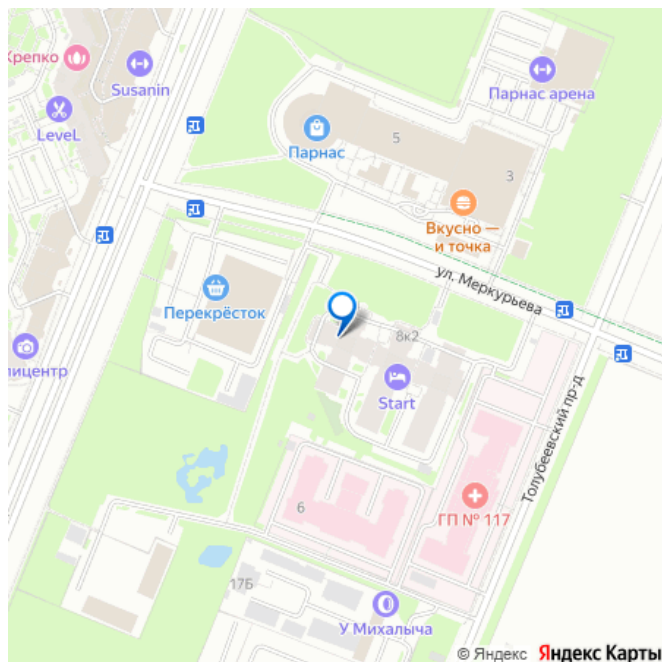 Крепко
Susanin
LeveL
Парнас арена
Парнас
5
3
Вкусно —
и точка
ул. Меркурьева
Перекрёсток
8к2
лицентр
Start
Толубеевский пр-д
6
ГП № 117
17Б
У Михалыча
© Яндекс Яндекс Карты